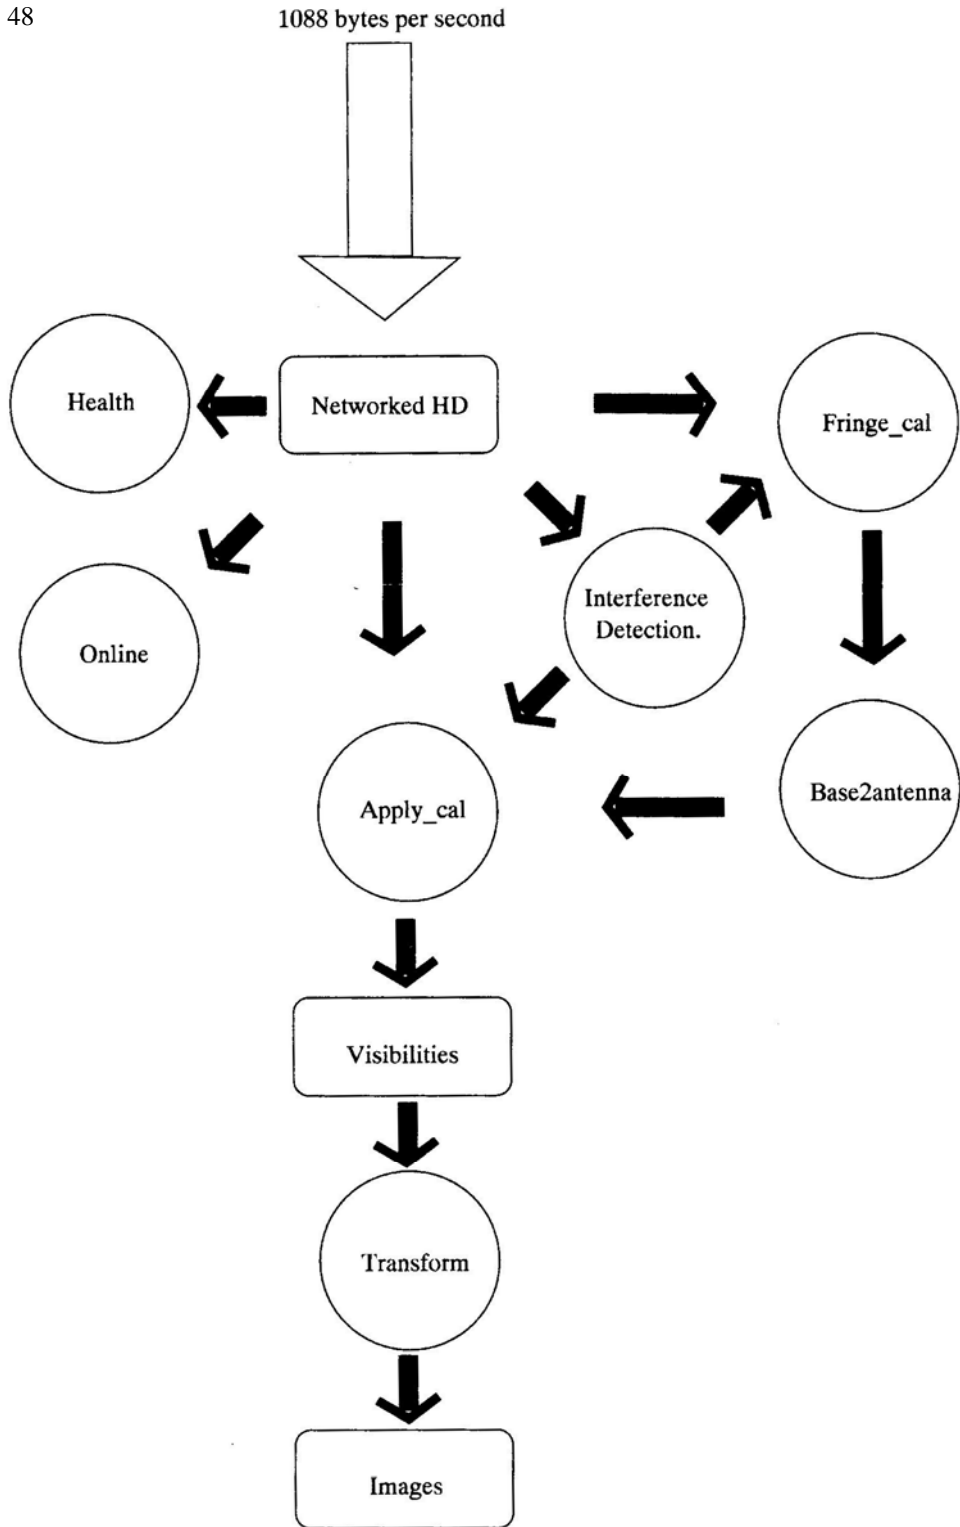 48
1088 bytes per second
Health
Networked HD
Fringe_cal
Interference
Detection.
Online
Apply_cal
Base2antenna
Visibilities
Transform
Images